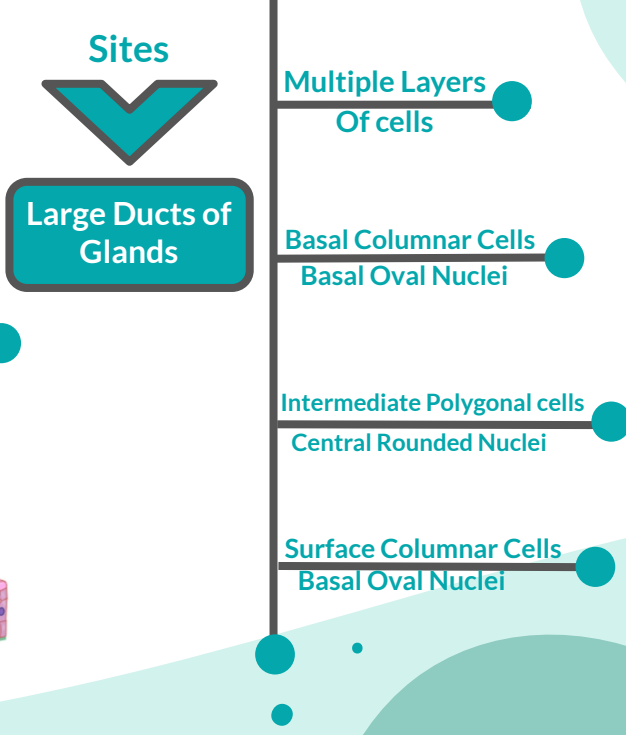 Sites
Large Ducts of
Glands
Multiple Layers
Of cells
Basal Columnar Cells
Basal Oval Nuclei
Intermediate Polygonal cells
Central Rounded Nuclei
Surface Columnar Cells
Basal Oval Nuclei